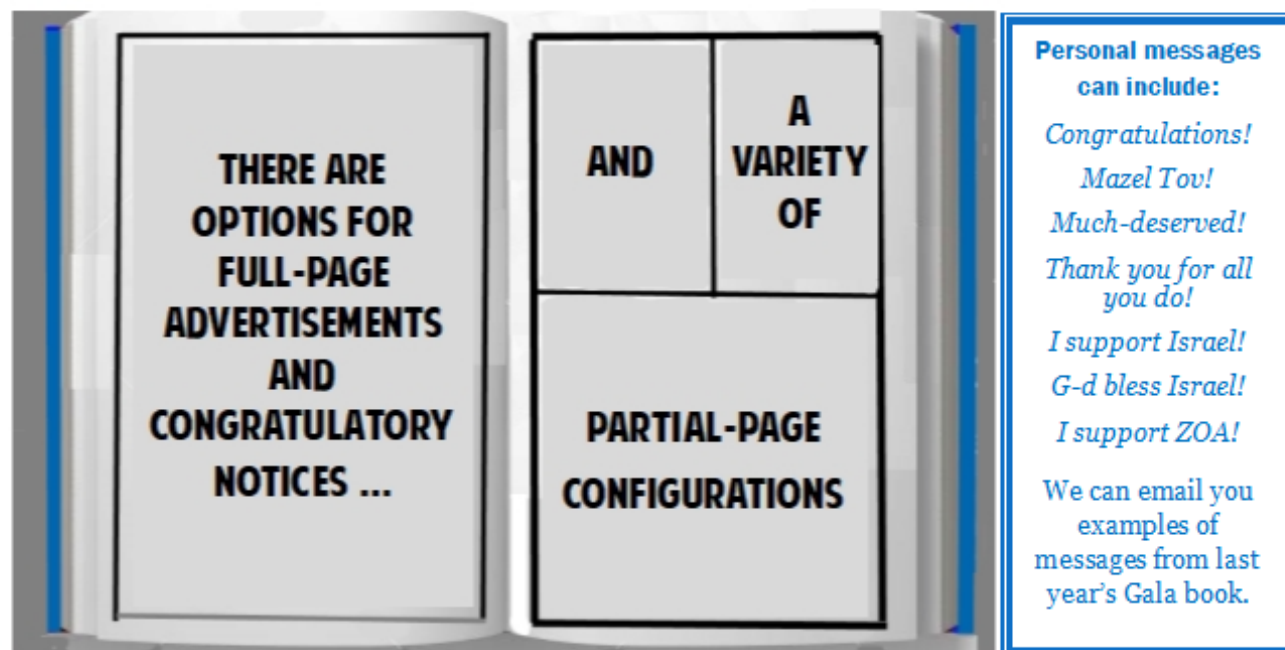 THERE ARE
OPTIONS FOR
FULL-PAGE
ADVERTISEMENTS
AND
CONGRATULATORY
NOTICES ...
AND
A
VARIETY
OF
PARTIAL-PAGE
CONFIGURATIONS
Personal messages
can include:
Congratulations!
Mazel Tov!
Much-deserved!
Thank you for all
you do!
I support Israel!
G-d bless Israel!
I support ZOA!
We can email you
examples of
messages from last
year's Gala book.